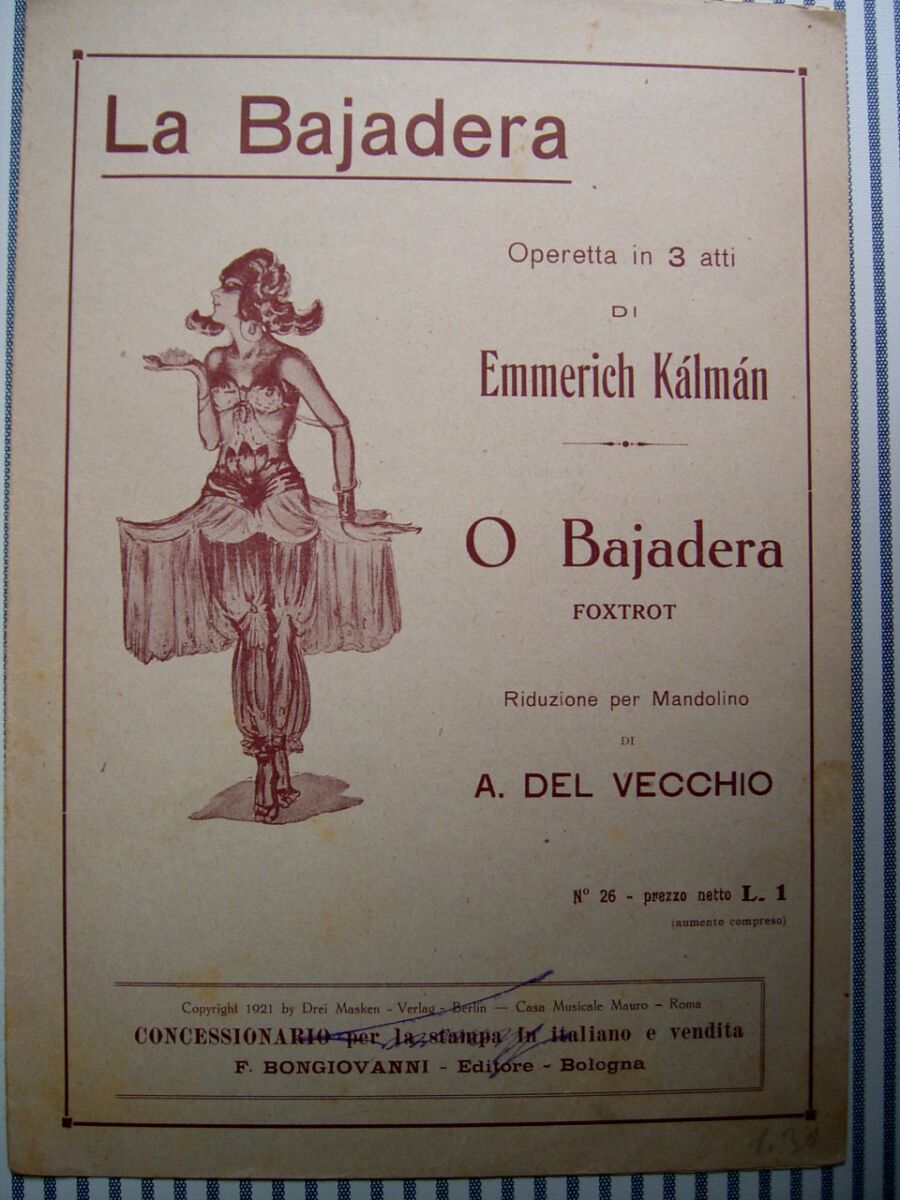 La Bajadera
Operetta in 3 atti
DI
Emmerich Kálmán
O Bajadera
FOXTROT
Riduzione per Mandolino
DI
A. DEL VECCHIO
Nº 26 - prezzo netto L. 1
(aumento compreso)
Copyright 1921 by Drei Masken - Verlag - Berlin — Casa Musicale Mauro - Roma
CONCESSIONARIO per la stampa in italiano e vendita
F. BONGIOVANNI - Editore - Bologna